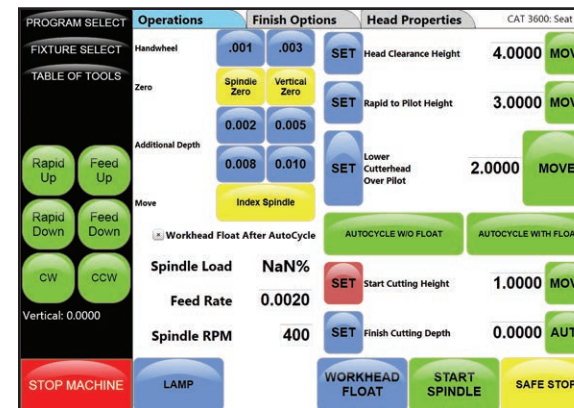 PROGRAM SELECT
FIXTURE SELECT
TABLE OF TOOLS
Rapid Up
Feed Up
Rapid Down
Feed Down
CW
CCW
Vertical: 0.0000
STOP MACHINE
Operations
Finish Options
Head Properties
CAT 3600: Seat
Handwheel
.001
.003
Zero
Spindle Zero
Vertical Zero
Additional Depth
0.002
0.005
0.008
0.010
Move
Index Spindle
Workhead Float After AutoCycle
Spindle Load NaN%
Feed Rate 0.0020
Spindle RPM 400
SET Head Clearance Height 4.0000 MOV
SET Rapid to Pilot Height 3.0000 MOV
SET Lower Cutterhead Over Pilot 2.0000 MOVE
AUTOCYCLE W/O FLOAT
AUTOCYCLE WITH FLOA
SET Start Cutting Height 1.0000 MOV
SET Finish Cutting Depth 0.0000 AUT
LAMP
WORKHEAD FLOAT
START SPINDLE
SAFE STOP